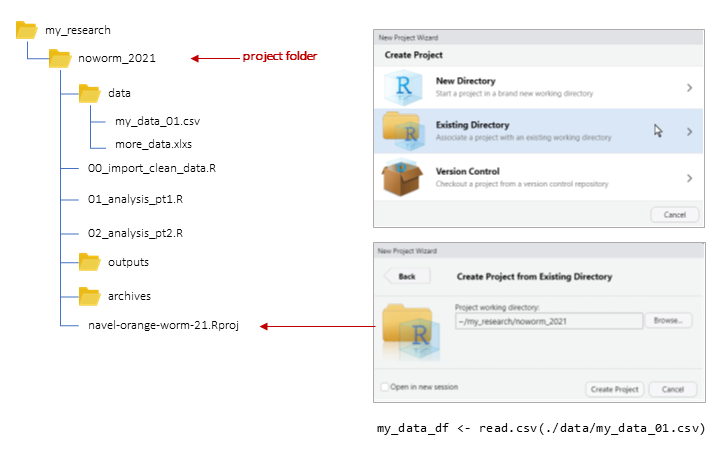 my_research
noworm_2021
project folder
data
my_data_01.csv
more_data.xlxs
00_import_clean_data.R
01_analysis_pt1.R
02_analysis_pt2.R
outputs
archives
navel-orange-worm-21.Rproj
New Project Wizard
Create Project
R
New Directory
Start a project in a brand new working directory
R
Existing Directory
Associate a project with an existing working directory
Version Control
Checkout a project from a version control repository
Cancel
New Project Wizard
Back
Create Project from Existing Directory
R
Project working directory:
~/my_research/noworm_2021
Browse...
Open in new session
Create Project
Cancel
my_data_df <- read.csv(./data/my_data_01.csv)